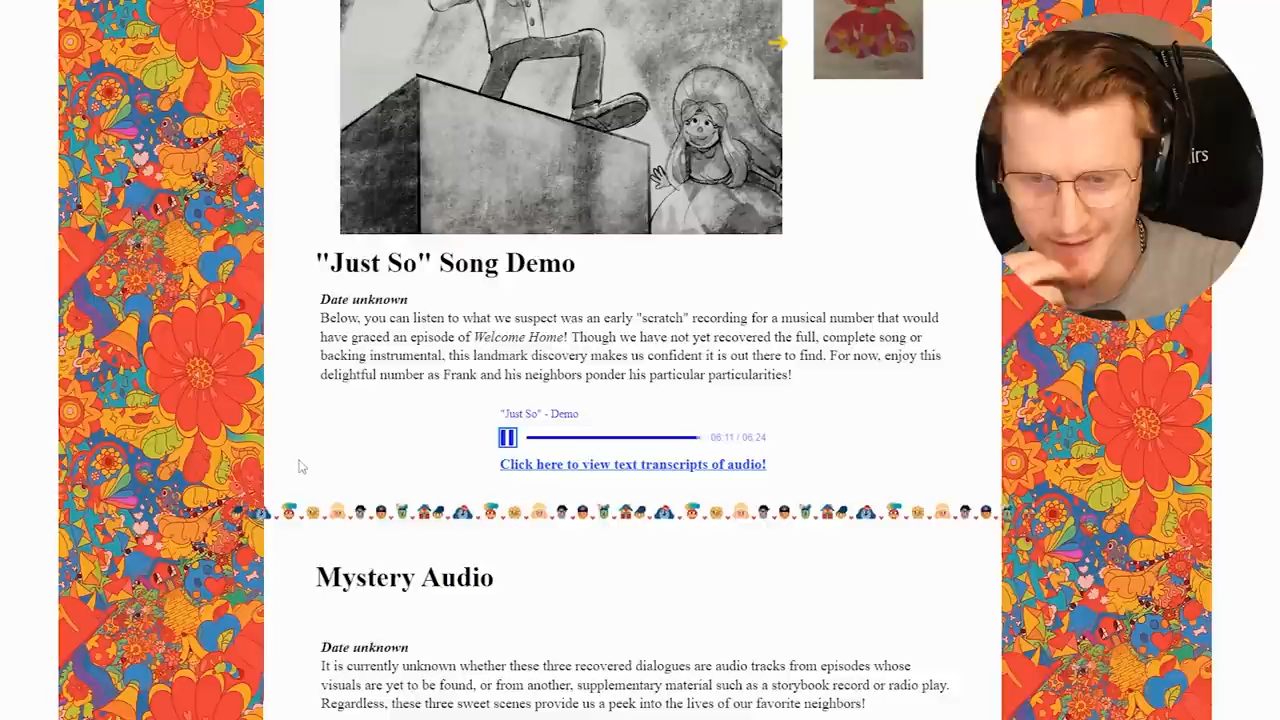 irs
"Just So" Song Demo
Date unknown
Below, you can listen to what we suspect was an early "scratch" recording for a musical number that would
have graced an episode of Welcome Home! Though we have not yet recovered the full, complete song or
backing instrumental, this landmark discovery makes us confident it is out there to find. For now, enjoy this
delightful number as Frank and his neighbors ponder his particular particularities!
"Just So" - Demo
06:11 / 06:24
Click here to view text transcripts of audio!
Mystery Audio
Date unknown
It is currently unknown whether these three recovered dialogues are audio tracks from episodes whose
visuals are yet to be found, or from another, supplementary material such as a storybook record or radio play.
Regardless, these three sweet scenes provide us a peek into the lives of our favorite neighbors!